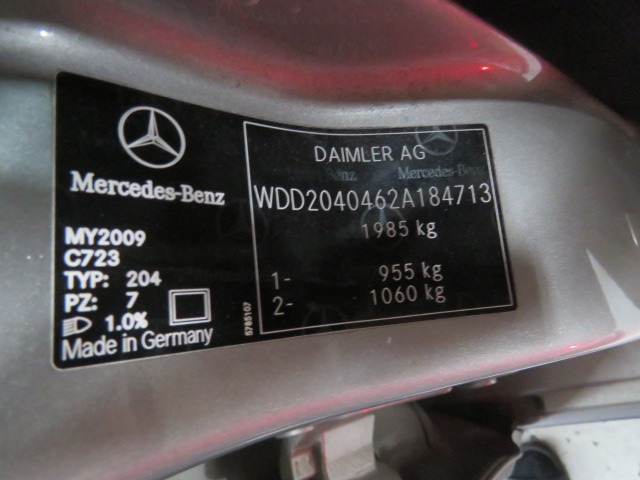 Mercedes-Benz
MY2009
C723
TYP: 204
PZ: 7
1.0%
Made in Germany
5785107
DAIMLER AG
WDD2040462A184713
1985 kg
1- 955 kg
2- 1060 kg